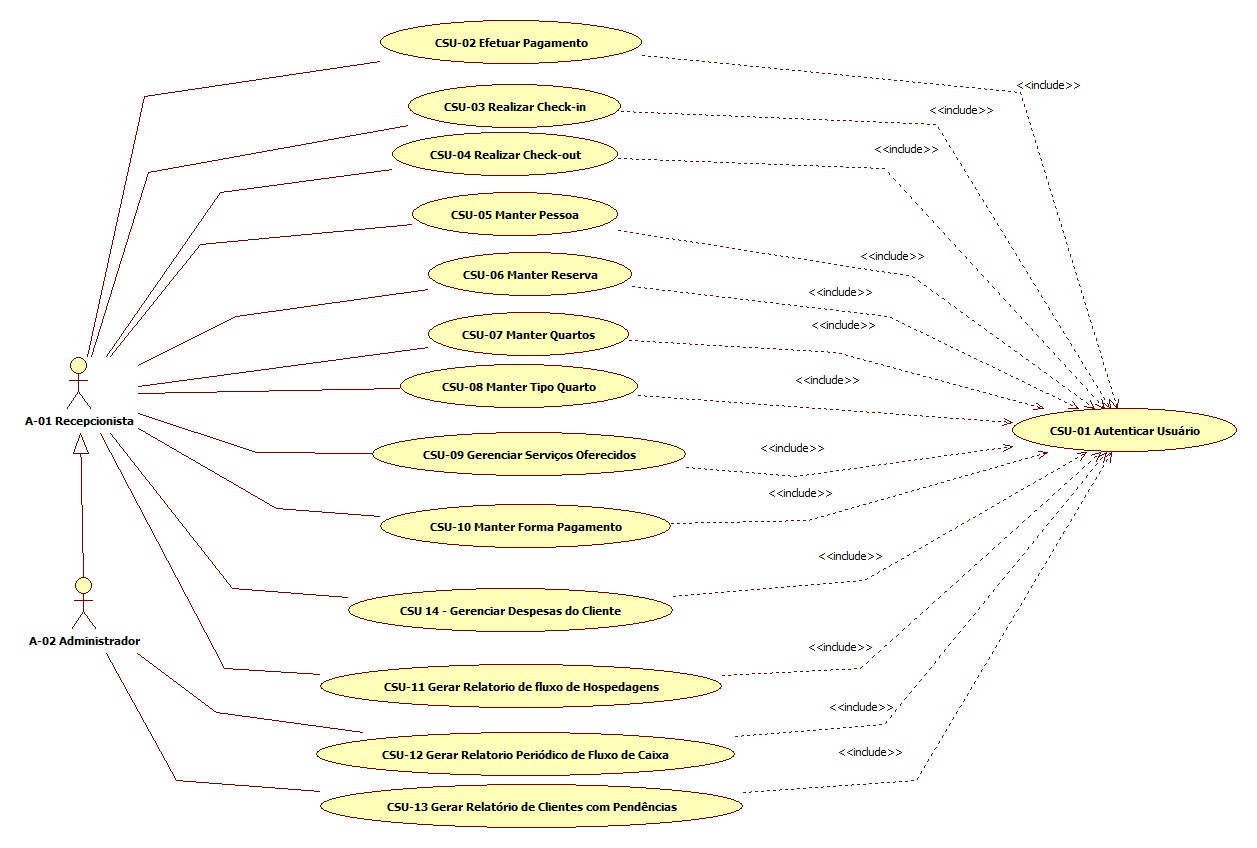 CSU-02 Efetuar Pagamento
<<include>>
CSU-03 Realizar Check-in
<<include>>
CSU-04 Realizar Check-out
<<include>>
CSU-05 Manter Pessoa
<<include>>
CSU-06 Manter Reserva
<<include>>
CSU-07 Manter Quartos
<<include>>
CSU-08 Manter Tipo Quarto
<<include>>
A-01 Recepcionista
CSU-01 Autenticar Usuário
CSU-09 Gerenciar Serviços Oferecidos
<<include>>
CSU-10 Manter Forma Pagamento
<<include>>
CSU 14 - Gerenciar Despesas do Cliente
<<include>>
A-02 Administrador
CSU-11 Gerar Relatorio de fluxo de Hospedagens
<<include>>
CSU-12 Gerar Relatorio Periódico de Fluxo de Caixa
<<include>>
CSU-13 Gerar Relatório de Clientes com Pendências
<<include>>